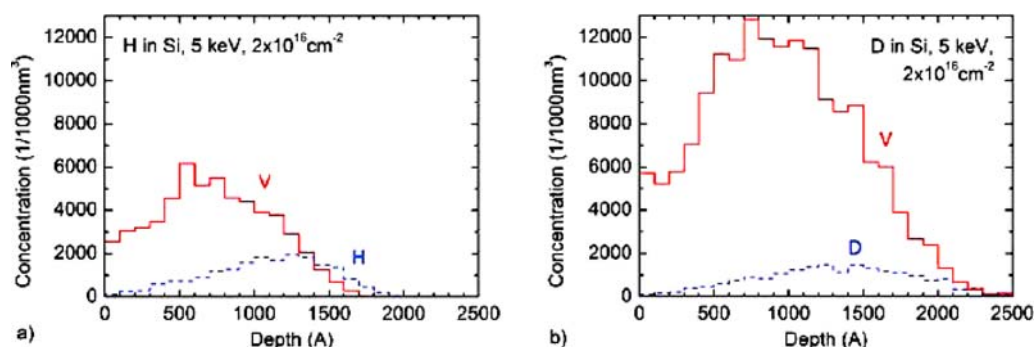 12000
10000
8000
6000
4000
2000
0
Concentration (1/1000nm³)
H in Si, 5 keV, 2x10¹⁶cm⁻²
V
H
0 500 1000 1500 2000 2500
Depth (A)
a)
12000
10000
8000
6000
4000
2000
0
Concentration (1/1000nm³)
D in Si, 5 keV,
2x10¹⁶cm⁻²
V
D
0 500 1000 1500 2000 2500
Depth (A)
b)